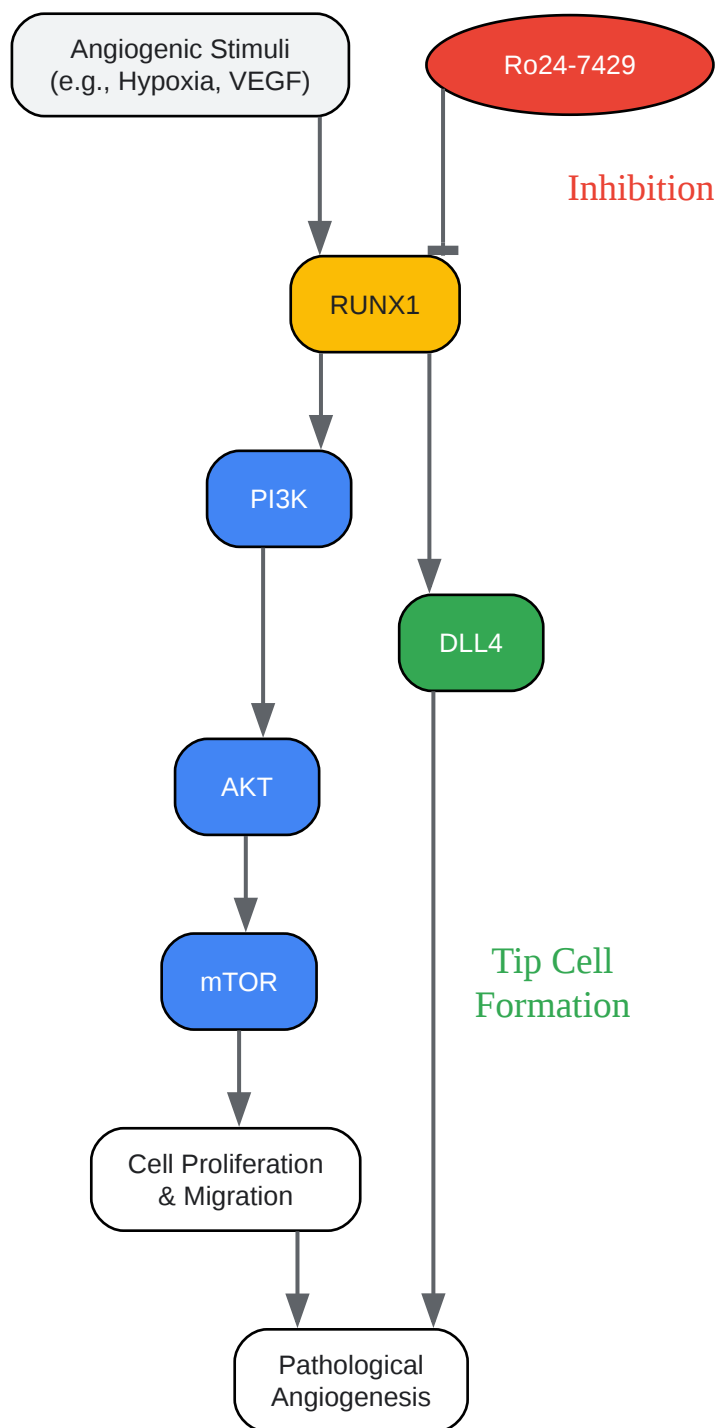 Angiogenic Stimuli
(e.g., Hypoxia, VEGF)
Ro24-7429
Inhibition
RUNX1
PI3K
DLL4
AKT
Tip Cell
Formation
mTOR
Cell Proliferation
& Migration
Pathological
Angiogenesis